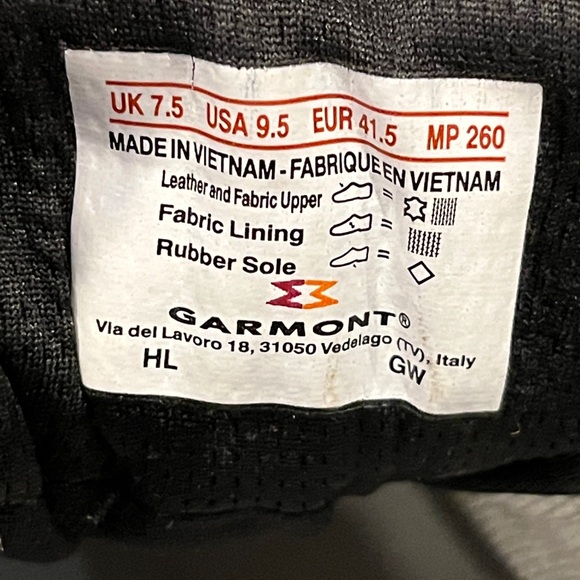 UK 7.5 USA 9.5 EUR 41.5 MP 260
MADE IN VIETNAM - FABRIQUE EN VIETNAM
Leather and Fabric Upper =
Fabric Lining =
Rubber Sole =
GARMONT®
Via del Lavoro 18, 31050 Vedelago (TV), Italy
HL GW